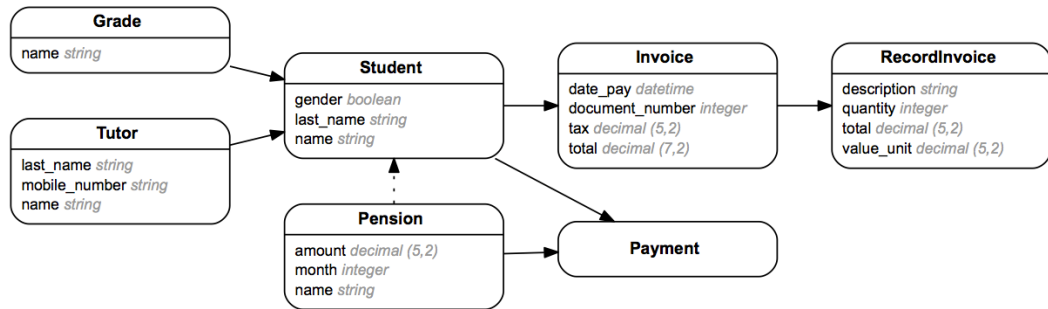 Grade
name string
Tutor
last_name string
mobile_number string
name string
Student
gender boolean
last_name string
name string
Pension
amount decimal (5,2)
month integer
name string
Invoice
date_pay datetime
document_number integer
tax decimal (5,2)
total decimal (7,2)
Payment
RecordInvoice
description string
quantity integer
total decimal (5,2)
value_unit decimal (5,2)